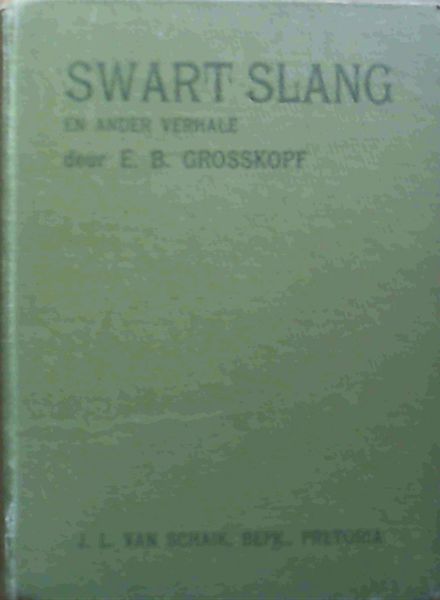 SWART SLANG
EN ANDER VERHALE
deur E. B. GROSSKOPF
J. L. VAN SCHAIK, BEPK., PRETORIA